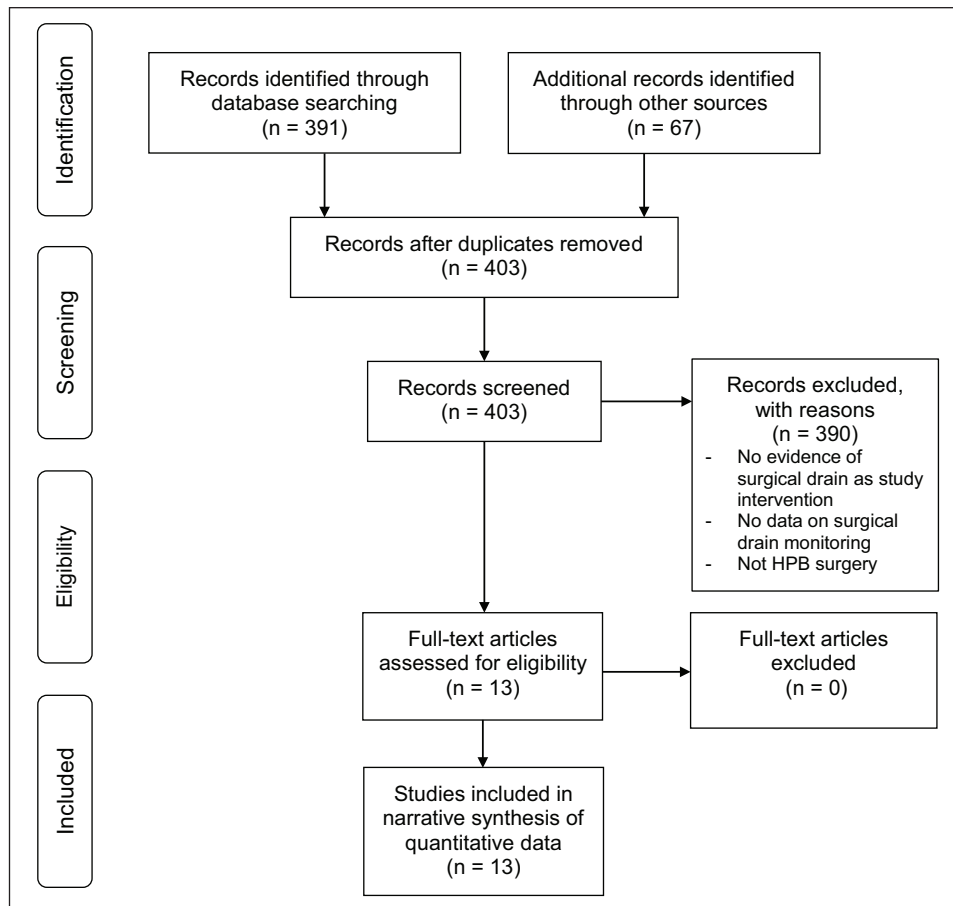 Identification
Records identified through
database searching
(n = 391)
Additional records identified
through other sources
(n = 67)
Records after duplicates removed
(n = 403)
Screening
Records screened
(n = 403)
Records excluded,
with reasons
(n = 390)
- No evidence of
surgical drain as study
intervention
- No data on surgical
drain monitoring
- Not HPB surgery
Eligibility
Full-text articles
assessed for eligibility
(n = 13)
Full-text articles
excluded
(n = 0)
Included
Studies included in
narrative synthesis of
quantitative data
(n = 13)